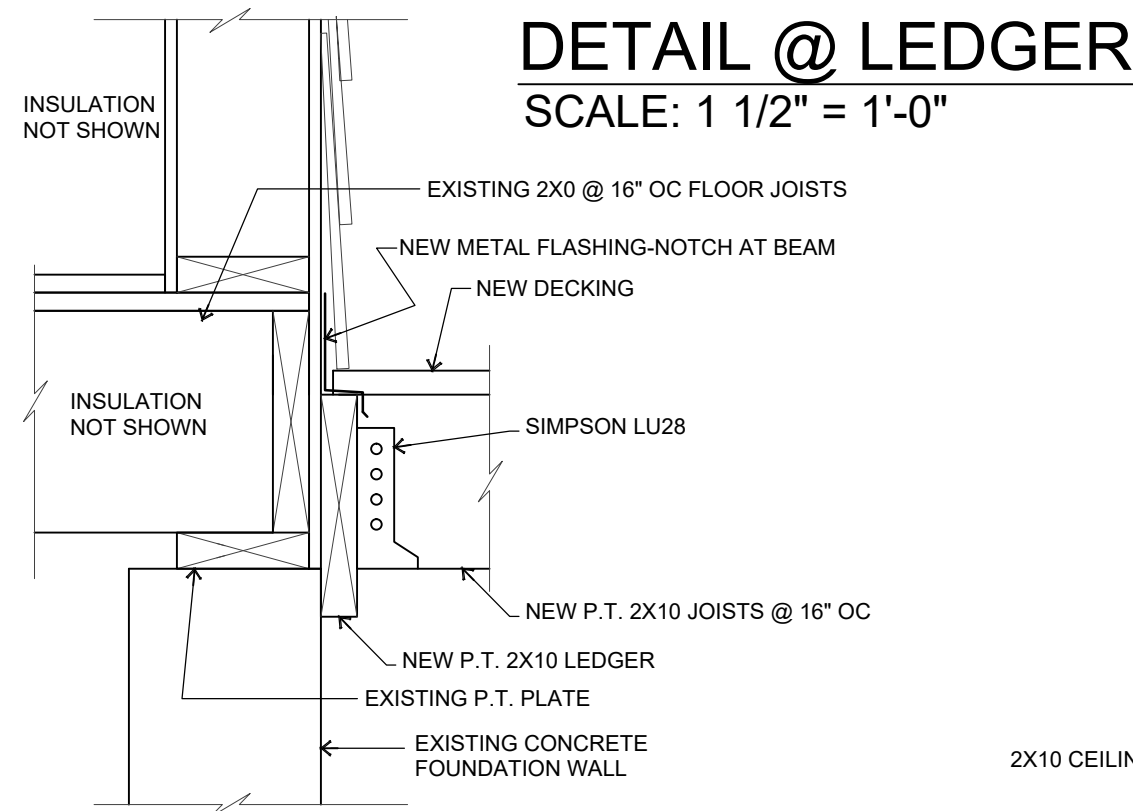 DETAIL @ LEDGER
SCALE: 1 1/2" = 1'-0"
INSULATION
NOT SHOWN
EXISTING 2X0 @ 16" OC FLOOR JOISTS
NEW METAL FLASHING-NOTCH AT BEAM
NEW DECKING
INSULATION
NOT SHOWN
SIMPSON LU28
NEW P.T. 2X10 JOISTS @ 16" OC
NEW P.T. 2X10 LEDGER
EXISTING P.T. PLATE
EXISTING CONCRETE
FOUNDATION WALL
2X10